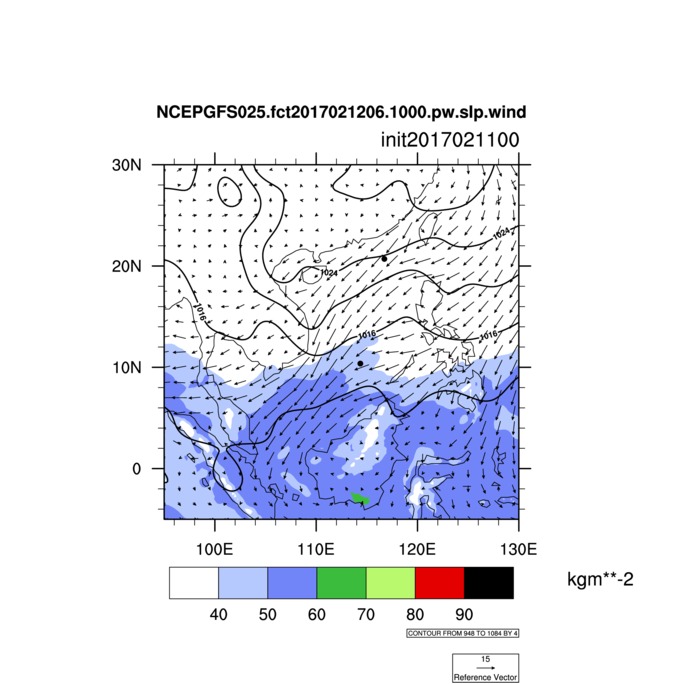 NCEPGFS025.fct2017021206.1000.pw.slp.wind
init2017021100
30N
1024
20N
1024
1016
1016
1016
10N
0
100E 110E 120E 130E
kgm**-2
40 50 60 70 80 90
CONTOUR FROM 948 TO 1084 BY 4
15
Reference Vector